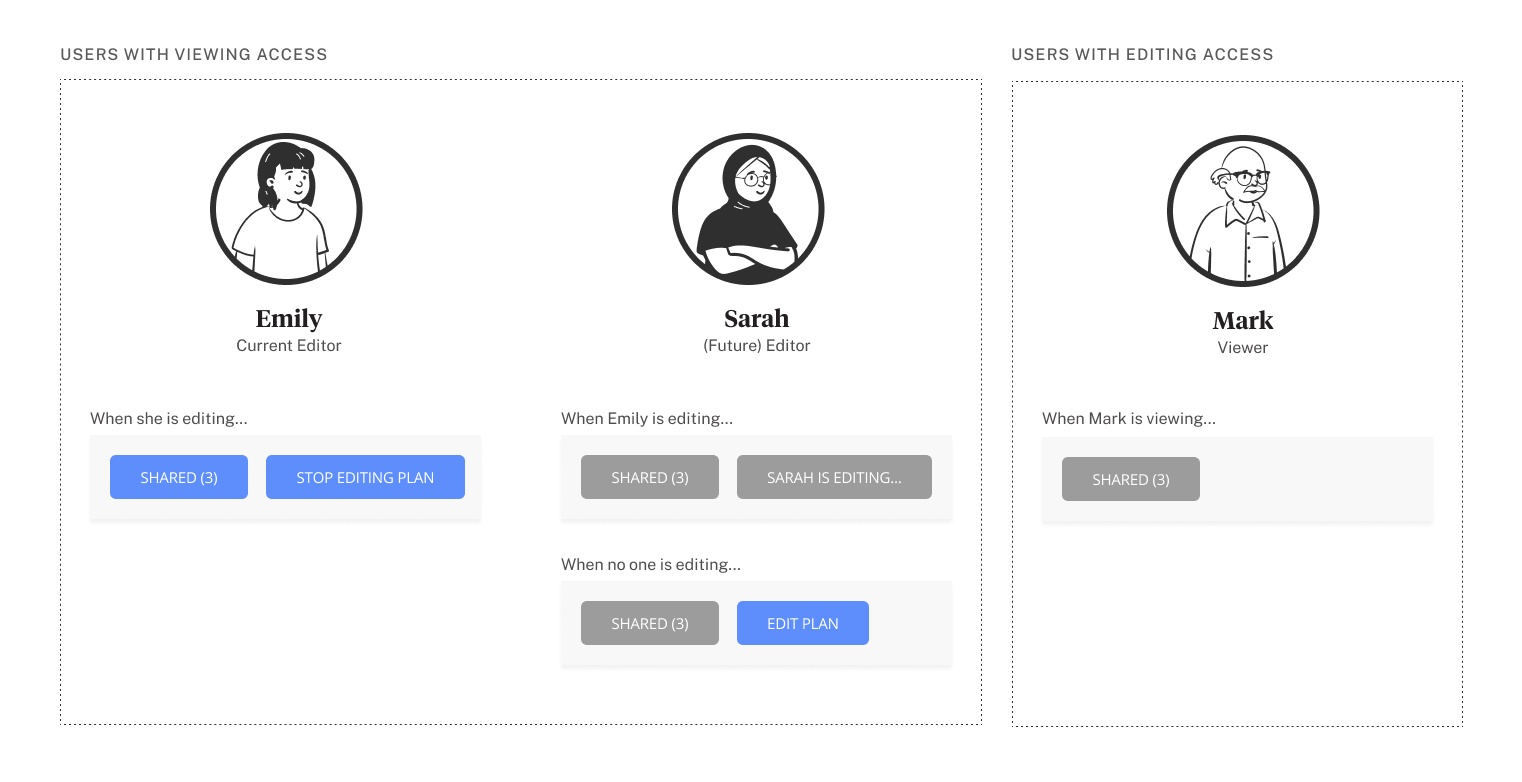 USERS WITH VIEWING ACCESS
Emily
Current Editor
When she is editing...
SHARED (3)
STOP EDITING PLAN
Sarah
(Future) Editor
When Emily is editing...
SHARED (3)
SARAH IS EDITING...
When no one is editing...
SHARED (3)
EDIT PLAN
USERS WITH EDITING ACCESS
Mark
Viewer
When Mark is viewing...
SHARED (3)